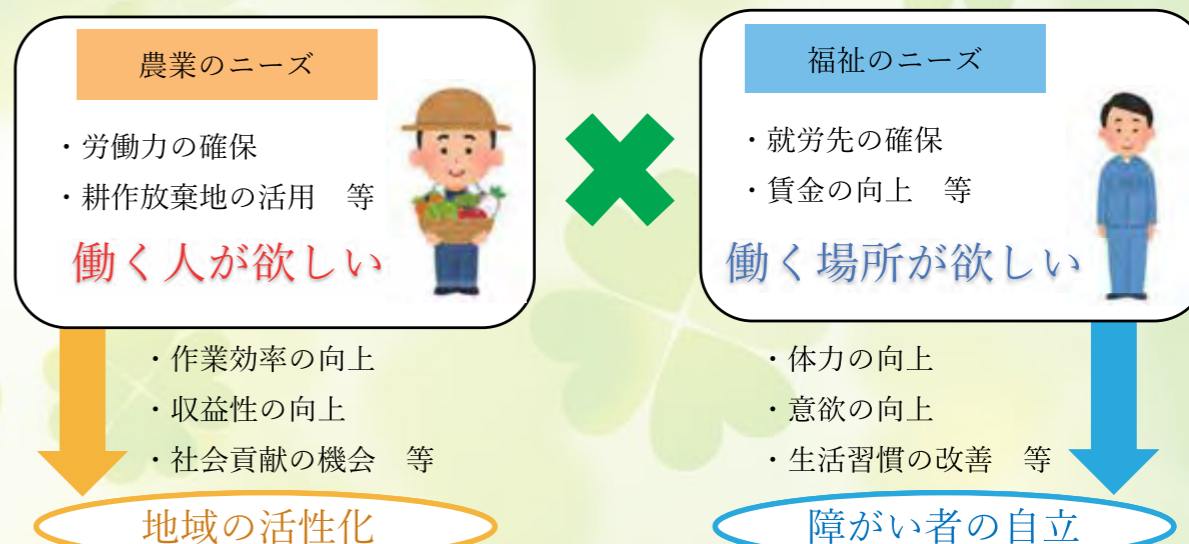 農業のニーズ
・労働力の確保
・耕作放棄地の活用　等
働く人が欲しい
福祉のニーズ
・就労先の確保
・賃金の向上　等
働く場所が欲しい
・作業効率の向上
・収益性の向上
・社会貢献の機会　等
地域の活性化
・体力の向上
・意欲の向上
・生活習慣の改善　等
障がい者の自立